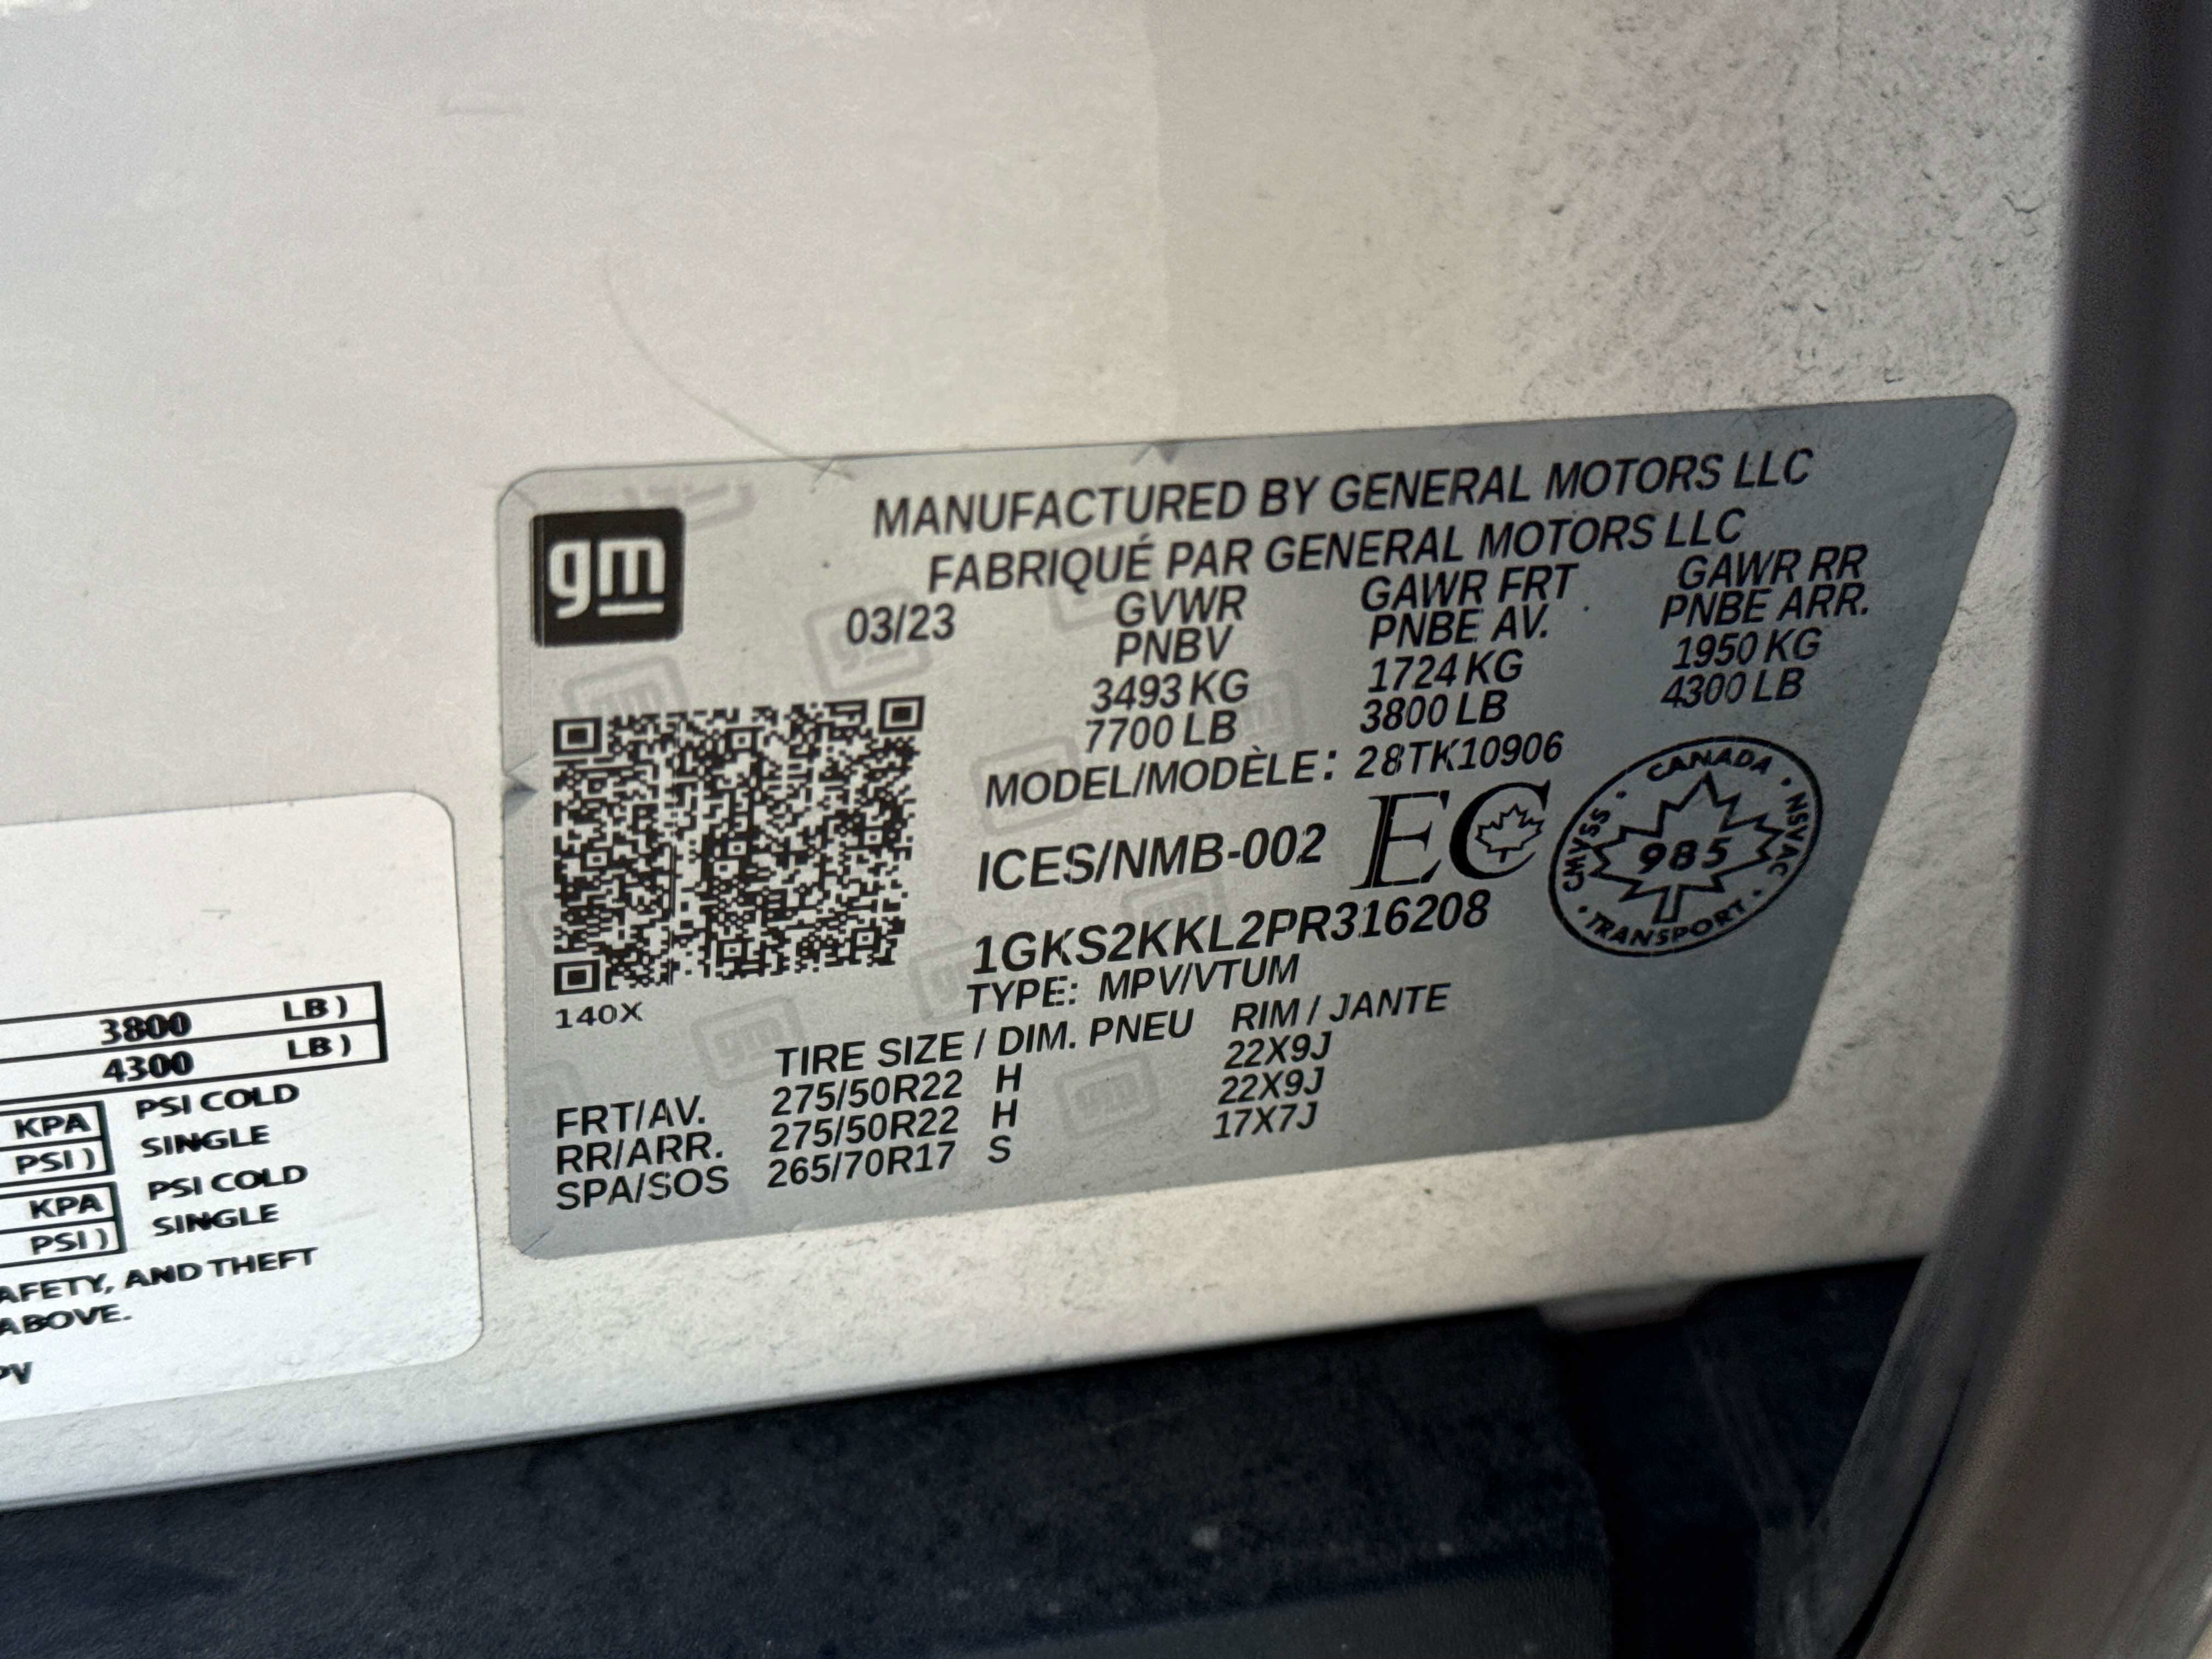 gm
MANUFACTURED BY GENERAL MOTORS LLC
FABRIQUÉ PAR GENERAL MOTORS LLC
03/23 GVWR GAWR FRT GAWR RR
PNBV PNBE AV. PNBE ARR.
3493 KG 1724 KG 1950 KG
7700 LB 3800 LB 4300 LB
MODEL/MODÈLE: 28TK10906
ICES/NMB-002 EC
CANADA · NSVAC · TRANSPORT · CMVSS ·
985
1GKS2KKL2PR316208
TYPE: MPV/VTUM
140X
TIRE SIZE / DIM. PNEU RIM / JANTE
FRT/AV. 275/50R22 H 22X9J
RR/ARR. 275/50R22 H 22X9J
SPA/SOS 265/70R17 S 17X7J
3800 LB )
4300 LB )
KPA PSI COLD
PSI ) SINGLE
KPA PSI COLD
PSI ) SINGLE
AFETY, AND THEFT
ABOVE.
PV